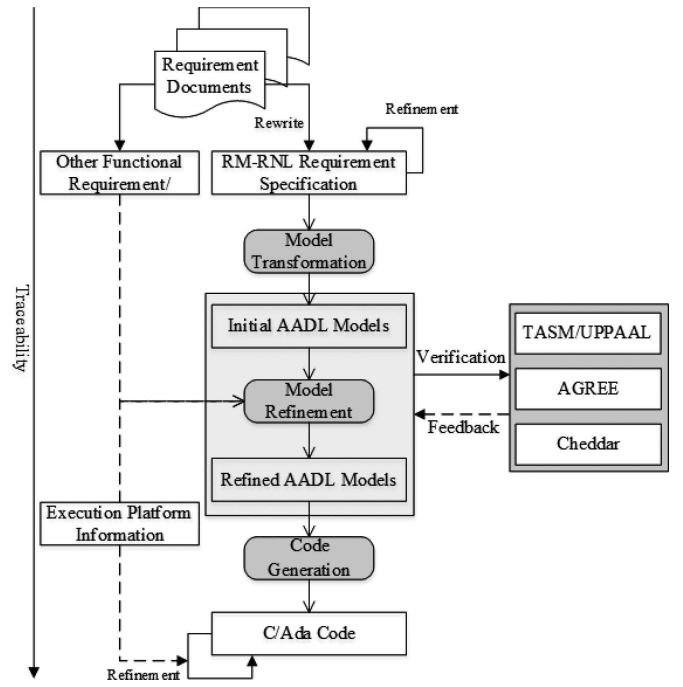 Requirement
Documents
Rewrite
Refinement
Other Functional
Requirement/
RM-RNL Requirement
Specification
Model
Transformation
Traceability
Initial AADL Models
Model
Refinement
Refined AADL Models
Verification
Feedback
TASM/UPPAAL
AGREE
Cheddar
Execution Platform
Information
Code
Generation
C/Ada Code
Refinement